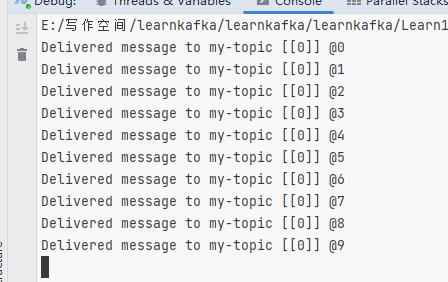 Debug: Threads & Variables Console Parallel Stacks
E:/写作空间/learnkafka/learnkafka/learnkafka/Learn1
Delivered message to my-topic [[0]] @0
Delivered message to my-topic [[0]] @1
Delivered message to my-topic [[0]] @2
Delivered message to my-topic [[0]] @3
Delivered message to my-topic [[0]] @4
Delivered message to my-topic [[0]] @5
Delivered message to my-topic [[0]] @6
Delivered message to my-topic [[0]] @7
Delivered message to my-topic [[0]] @8
Delivered message to my-topic [[0]] @9